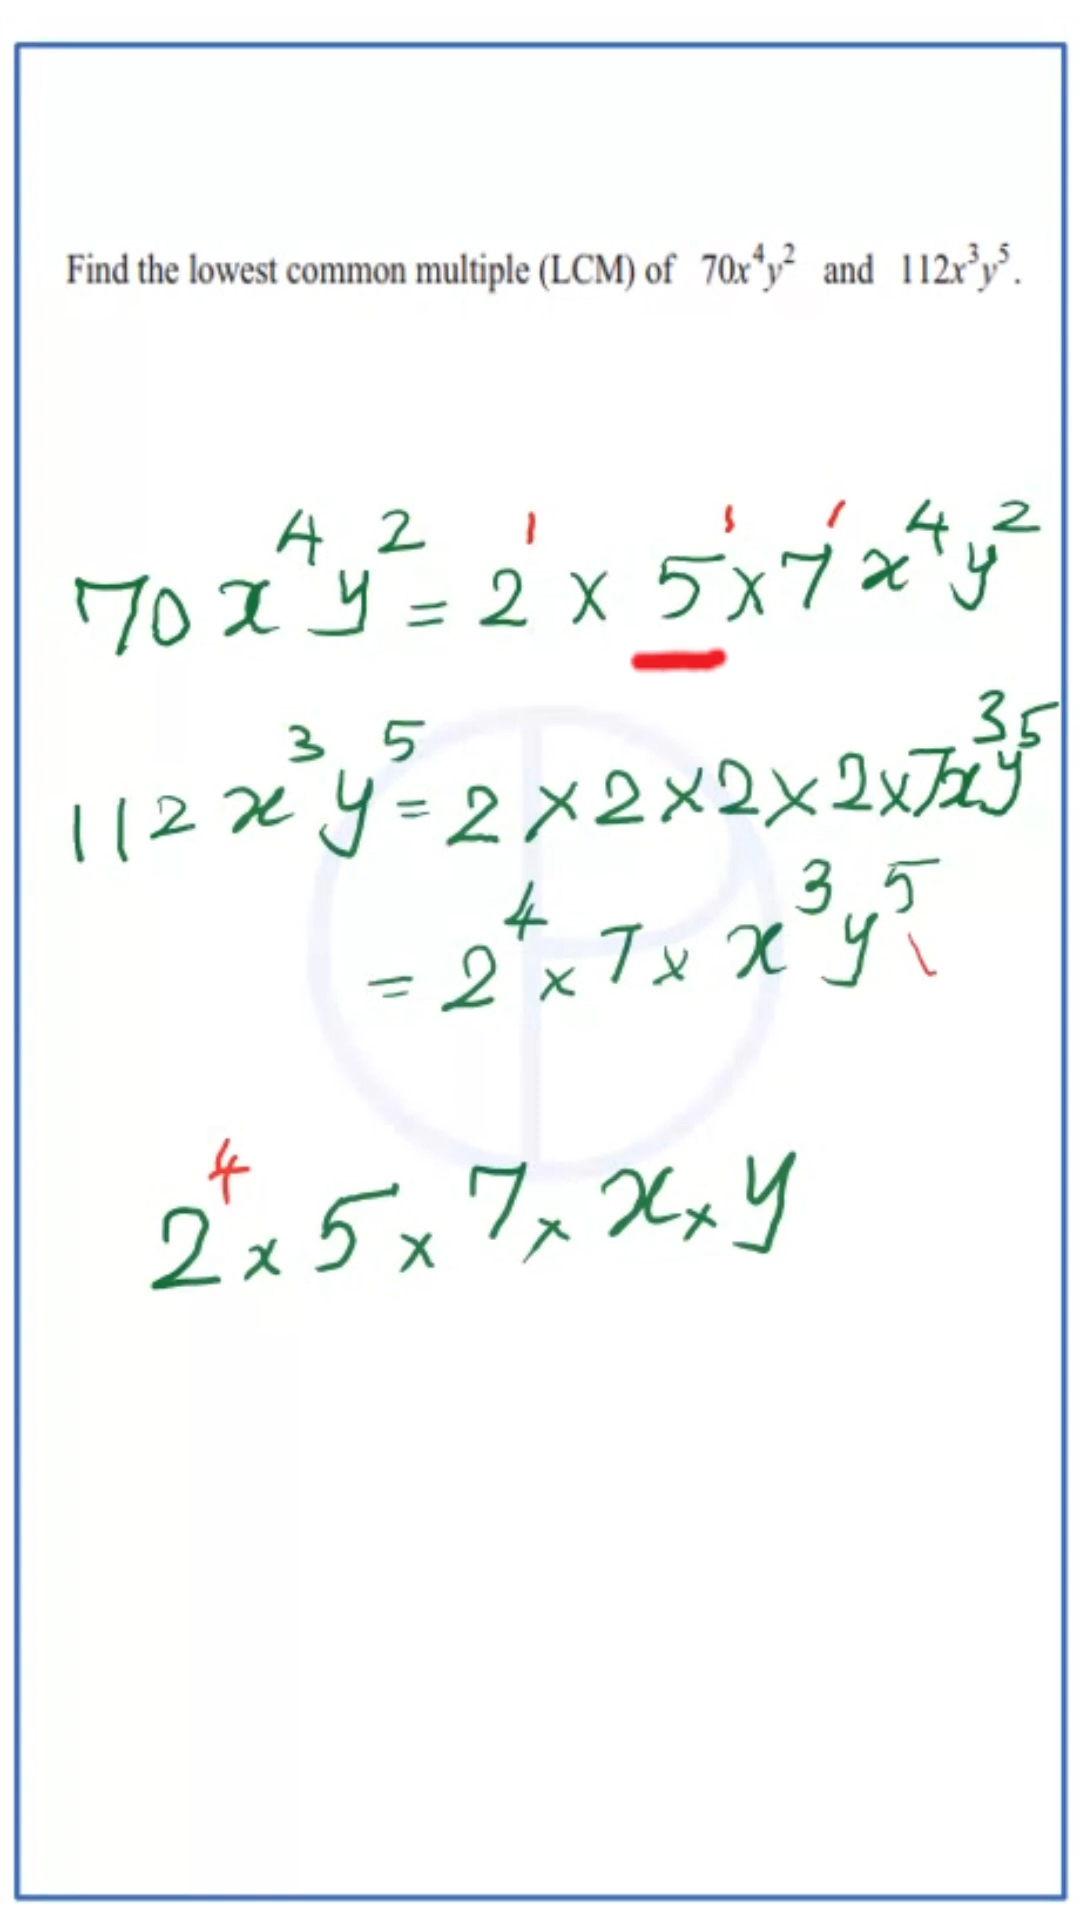 Find the lowest common multiple (LCM) of 70x⁴y² and 112x³y⁵.
70x⁴y² = 2¹ × 5¹ × 7¹ x⁴y²
112x³y⁵ = 2 × 2 × 2 × 2 × 7x³y⁵
= 2⁴ × 7 × x³y⁵
2⁴ × 5 × 7 × x × y